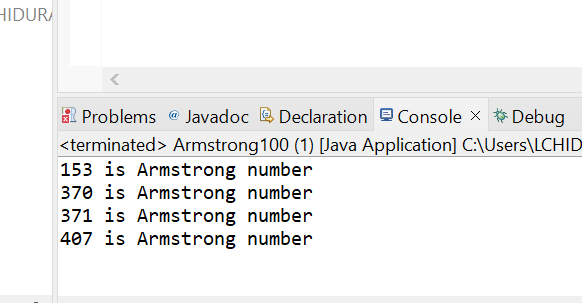 HIDURA
Problems @ Javadoc Declaration Console Debug
<terminated> Armstrong100 (1) [Java Application] C:\Users\LCHID
153 is Armstrong number
370 is Armstrong number
371 is Armstrong number
407 is Armstrong number